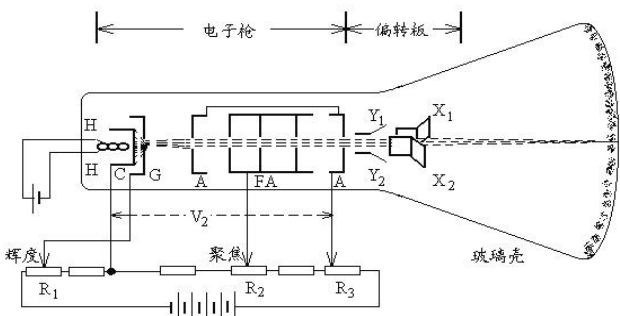 电子枪 偏转板
H Y₁ X₁
H C G A FA A Y₂ X₂
V₂
辉度 聚焦 玻璃壳
R₁ R₂ R₃